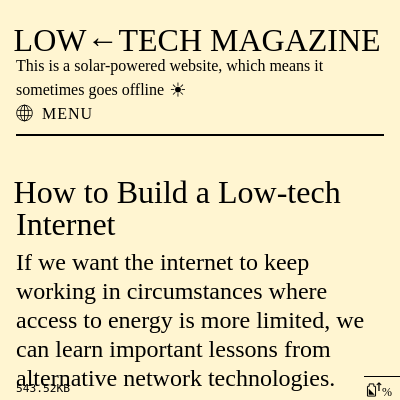 LOW←TECH MAGAZINE
This is a solar-powered website, which means it
sometimes goes offline ☀
MENU
How to Build a Low-tech
Internet
If we want the internet to keep
working in circumstances where
access to energy is more limited, we
can learn important lessons from
alternative network technologies.
543.52KB
%